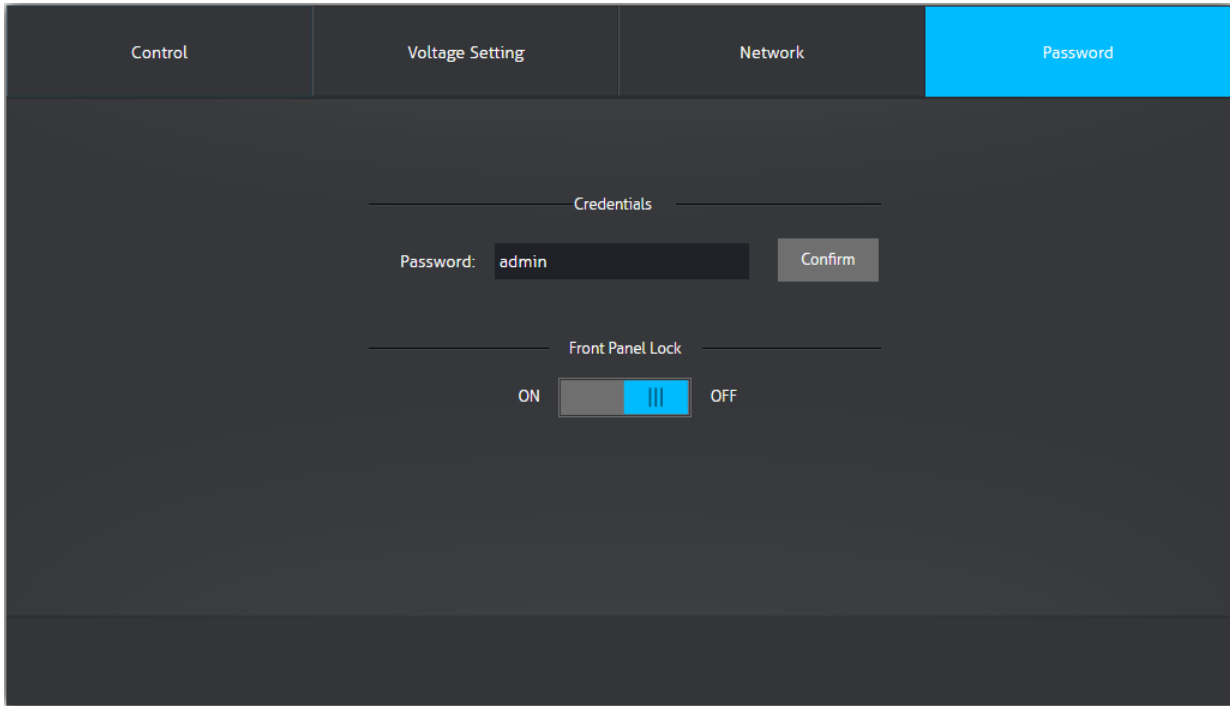 Control Voltage Setting Network Password
Credentials
Password: admin Confirm
Front Panel Lock
ON OFF